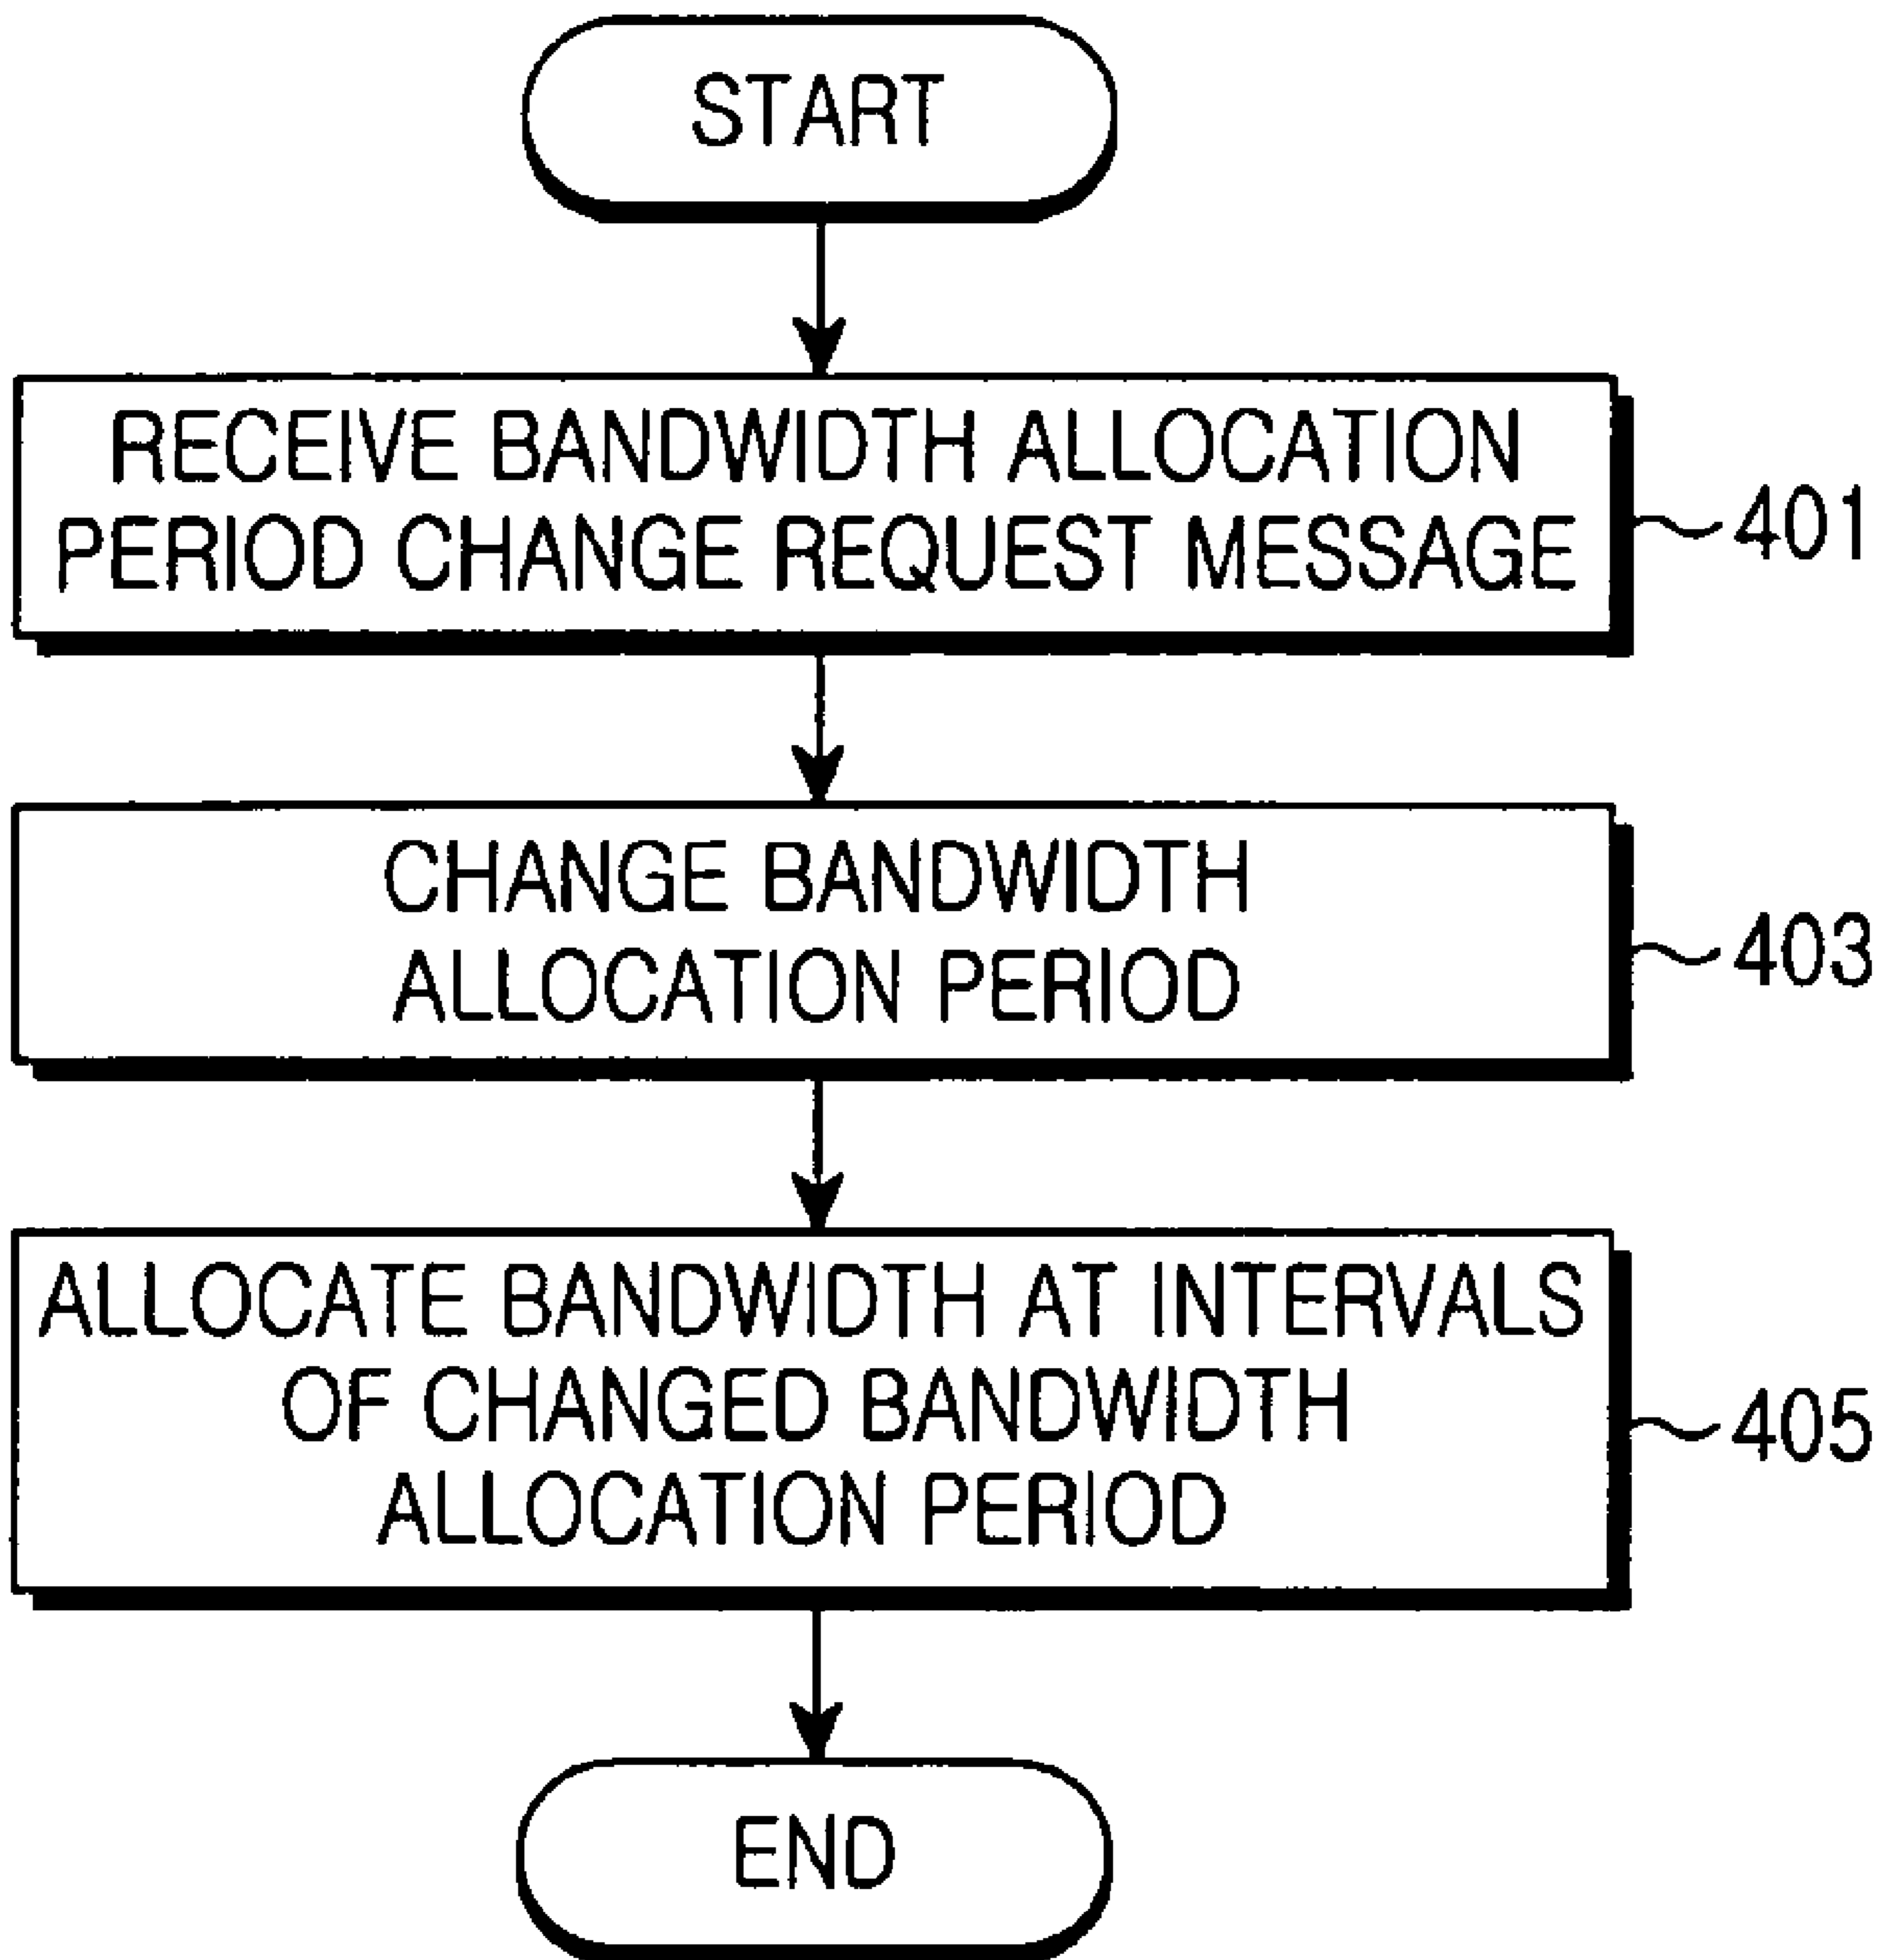 START
RECEIVE BANDWIDTH ALLOCATION
PERIOD CHANGE REQUEST MESSAGE
401
CHANGE BANDWIDTH
ALLOCATION PERIOD
403
ALLOCATE BANDWIDTH AT INTERVALS
OF CHANGED BANDWIDTH
ALLOCATION PERIOD
405
END